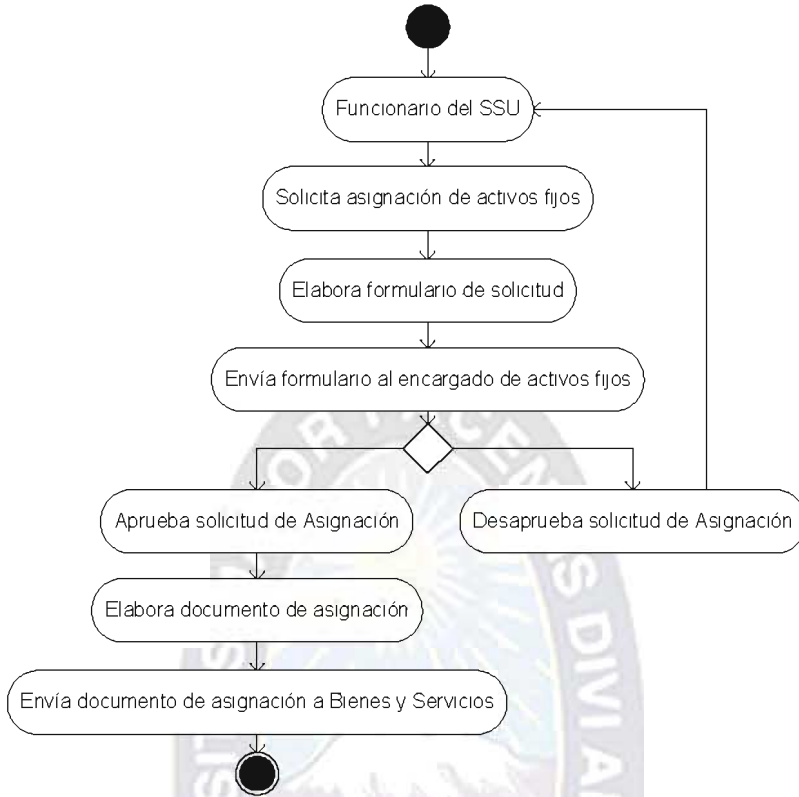 Funcionario del SSU
Solicita asignación de activos fijos
Elabora formulario de solicitud
Envía formulario al encargado de activos fijos
Aprueba solicitud de Asignación
Desaprueba solicitud de Asignación
Elabora documento de asignación
Envía documento de asignación a Bienes y Servicios
DIVI